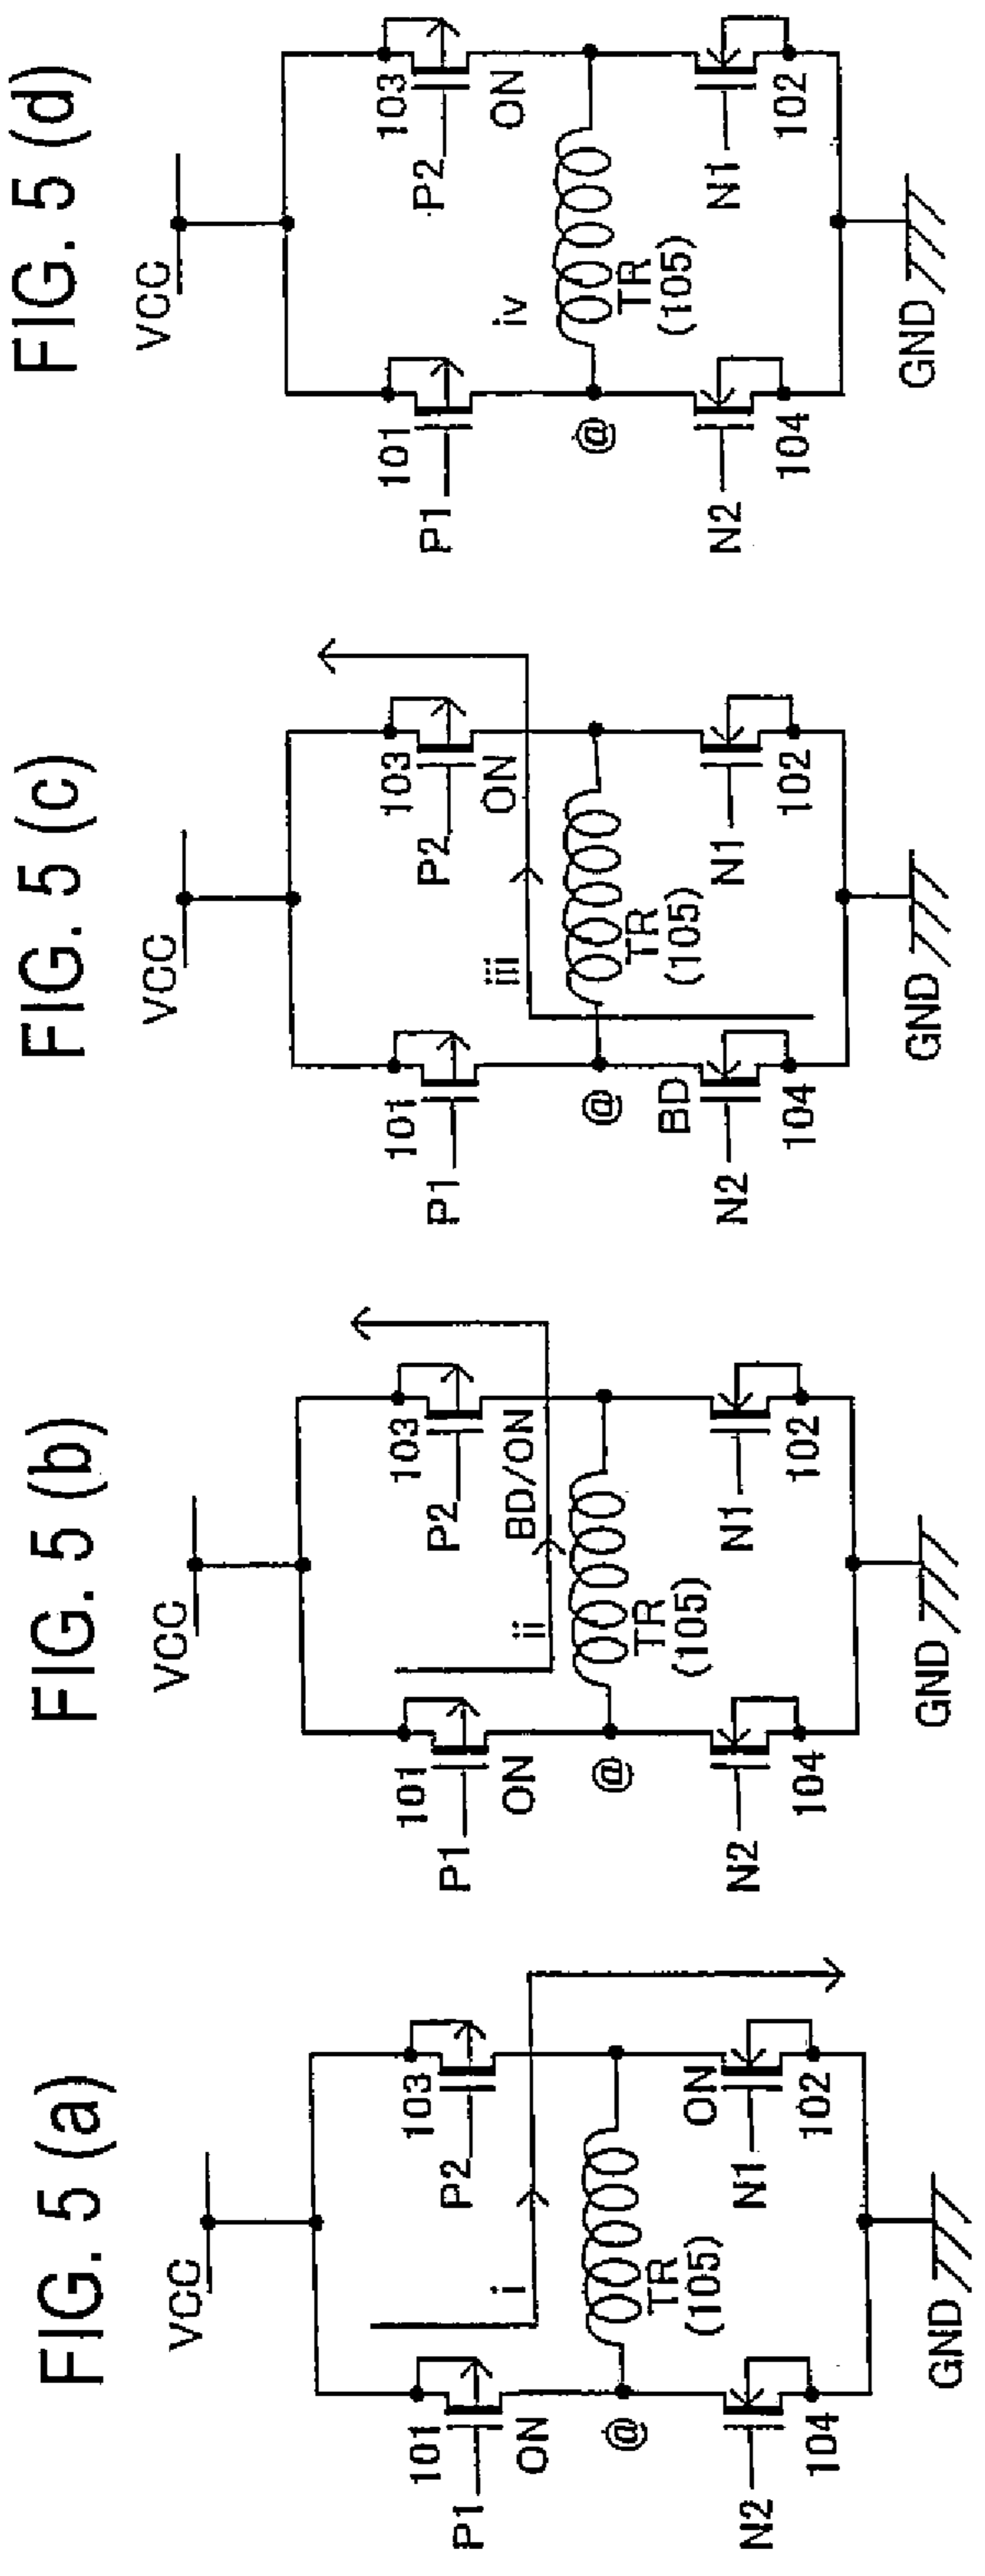 FIG. 5 (a)
VCC
101
103
P1
P2
ON
i
@
TR
(105)
ON
N2
N1
104
102
GND
FIG. 5 (b)
VCC
101
103
P1
P2
ON
ii
BD/ON
@
TR
(105)
N2
N1
104
102
GND
FIG. 5 (c)
VCC
101
103
P1
P2
iii
ON
@
TR
(105)
BD
N2
N1
104
102
GND
FIG. 5 (d)
VCC
101
103
P1
P2
iv
ON
@
TR
(105)
N2
N1
104
102
GND